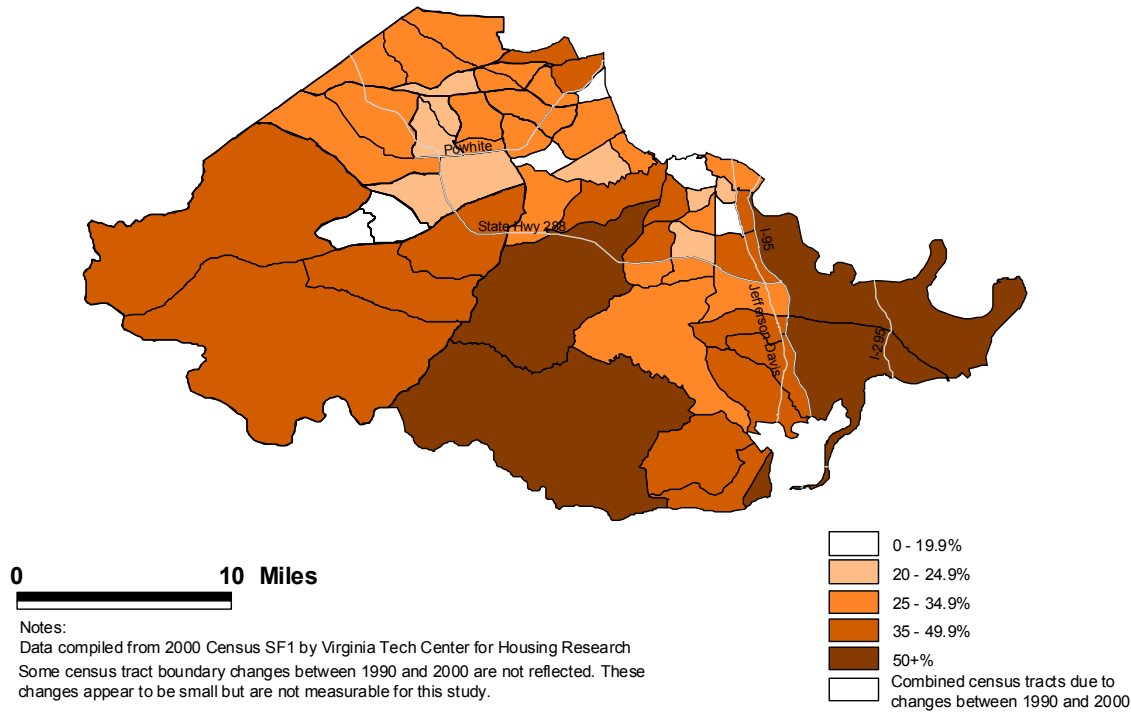 Powhite
State Hwy 288
I-95
Jefferson Davis
I-295
0 - 19.9%
20 - 24.9%
25 - 34.9%
35 - 49.9%
50+%
Combined census tracts due to
changes between 1990 and 2000
0 10 Miles
Notes:
Data compiled from 2000 Census SF1 by Virginia Tech Center for Housing Research
Some census tract boundary changes between 1990 and 2000 are not reflected. These
changes appear to be small but are not measurable for this study.